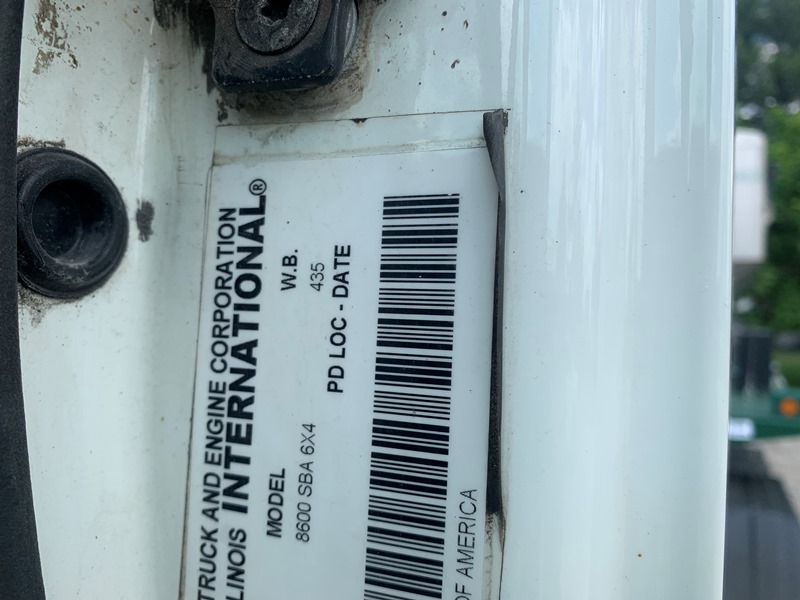 TRUCK AND ENGINE CORPORATION
LINOIS INTERNATIONAL®
MODEL W.B.
8600 SBA 6X4 435
PD LOC - DATE
OF AMERICA